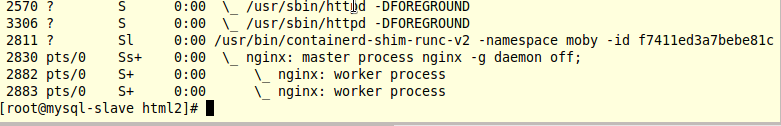 2570 ?        S      0:00  \_ /usr/sbin/httpd -DFOREGROUND
3306 ?        S      0:00  \_ /usr/sbin/httpd -DFOREGROUND
2811 ?        Sl     0:00 /usr/bin/containerd-shim-runc-v2 -namespace moby -id f7411ed3a7bebe81c
2830 pts/0    Ss+    0:00  \_ nginx: master process nginx -g daemon off;
2882 pts/0    S+     0:00      \_ nginx: worker process
2883 pts/0    S+     0:00      \_ nginx: worker process
[root@mysql-slave html2]#